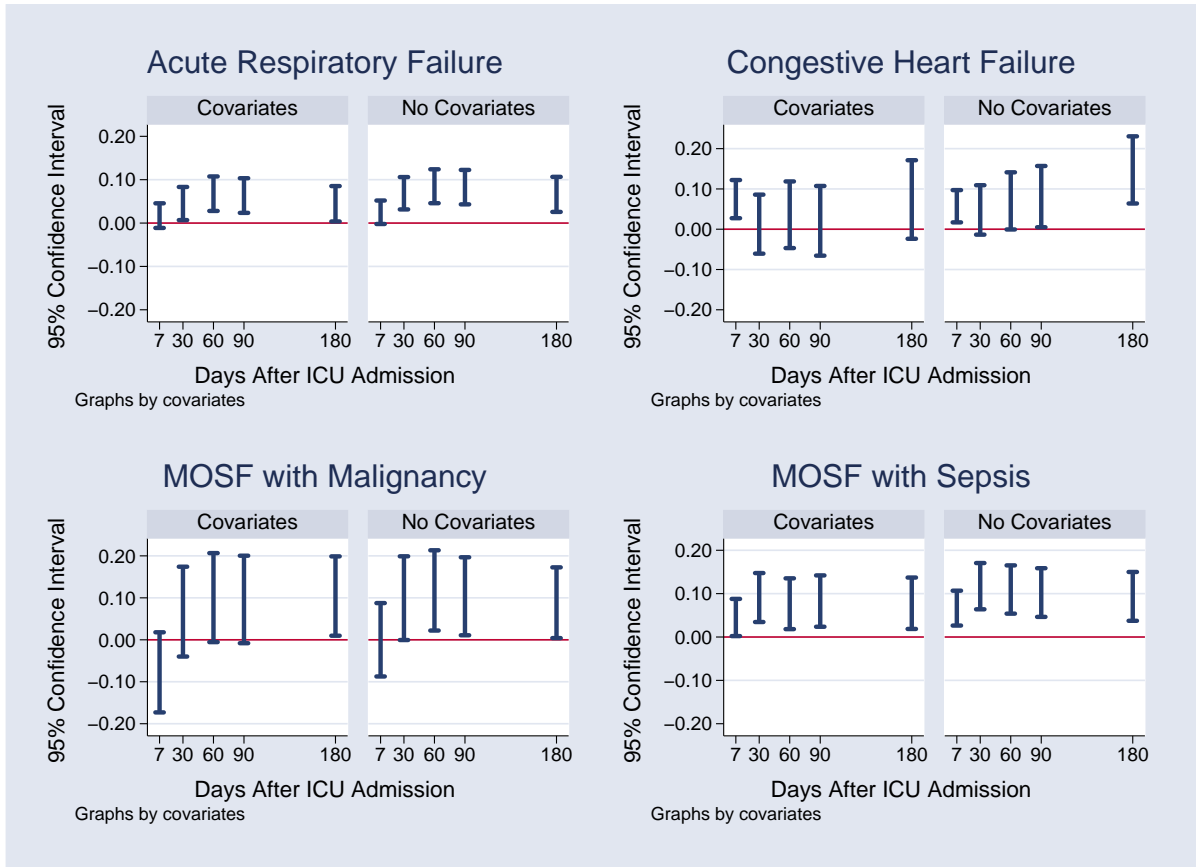 Acute Respiratory Failure
Covariates
No Covariates
95% Confidence Interval
0.20
0.10
0.00
−0.10
−0.20
7 30 60 90 180
7 30 60 90 180
Days After ICU Admission
Graphs by covariates
Congestive Heart Failure
Covariates
No Covariates
95% Confidence Interval
0.20
0.10
0.00
−0.10
−0.20
7 30 60 90 180
7 30 60 90 180
Days After ICU Admission
Graphs by covariates
MOSF with Malignancy
Covariates
No Covariates
95% Confidence Interval
0.20
0.10
0.00
−0.10
−0.20
7 30 60 90 180
7 30 60 90 180
Days After ICU Admission
Graphs by covariates
MOSF with Sepsis
Covariates
No Covariates
95% Confidence Interval
0.20
0.10
0.00
−0.10
−0.20
7 30 60 90 180
7 30 60 90 180
Days After ICU Admission
Graphs by covariates